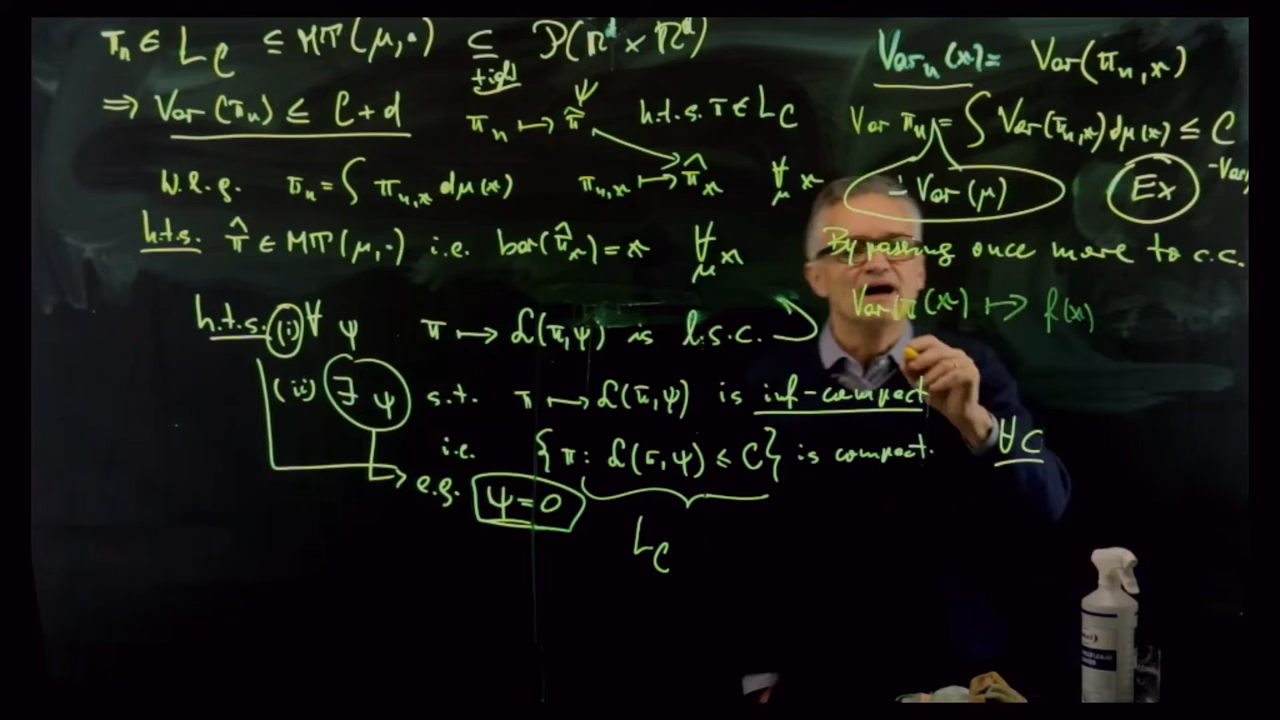 π_n ∈ L_C ⊆ MT(μ,·) ⊆ P(ℝ^d × ℝ^d)
tight
⇒ Var(π_n) ≤ C + d
π_n ↦ π̂ h.t.s. π ∈ L_C
ψ
W.l.g. π_n = ∫ π_{n,x} dμ(x) π_{n,x} ↦ π̂_x ∀_μ x
h.t.s. π̂ ∈ MT(μ,·) i.e. bar(π̂_x) = x ∀_μ x
h.t.s. (i) ∀ ψ π ↦ L(π,ψ) is l.s.c.
(ii) ∃ ψ s.t. π ↦ L(π,ψ) is inf-compact
i.e. {π : L(π,ψ) ≤ C} is compact. ∀C
e.g. ψ = 0
L_C
Var_n(x) = Var(π_{n,x})
Var π_n = ∫ Var(π_{n,x}) dμ(x) ≤ C
Var(μ) Ex -Var
By passing once more to c.c.
↦ f(x)